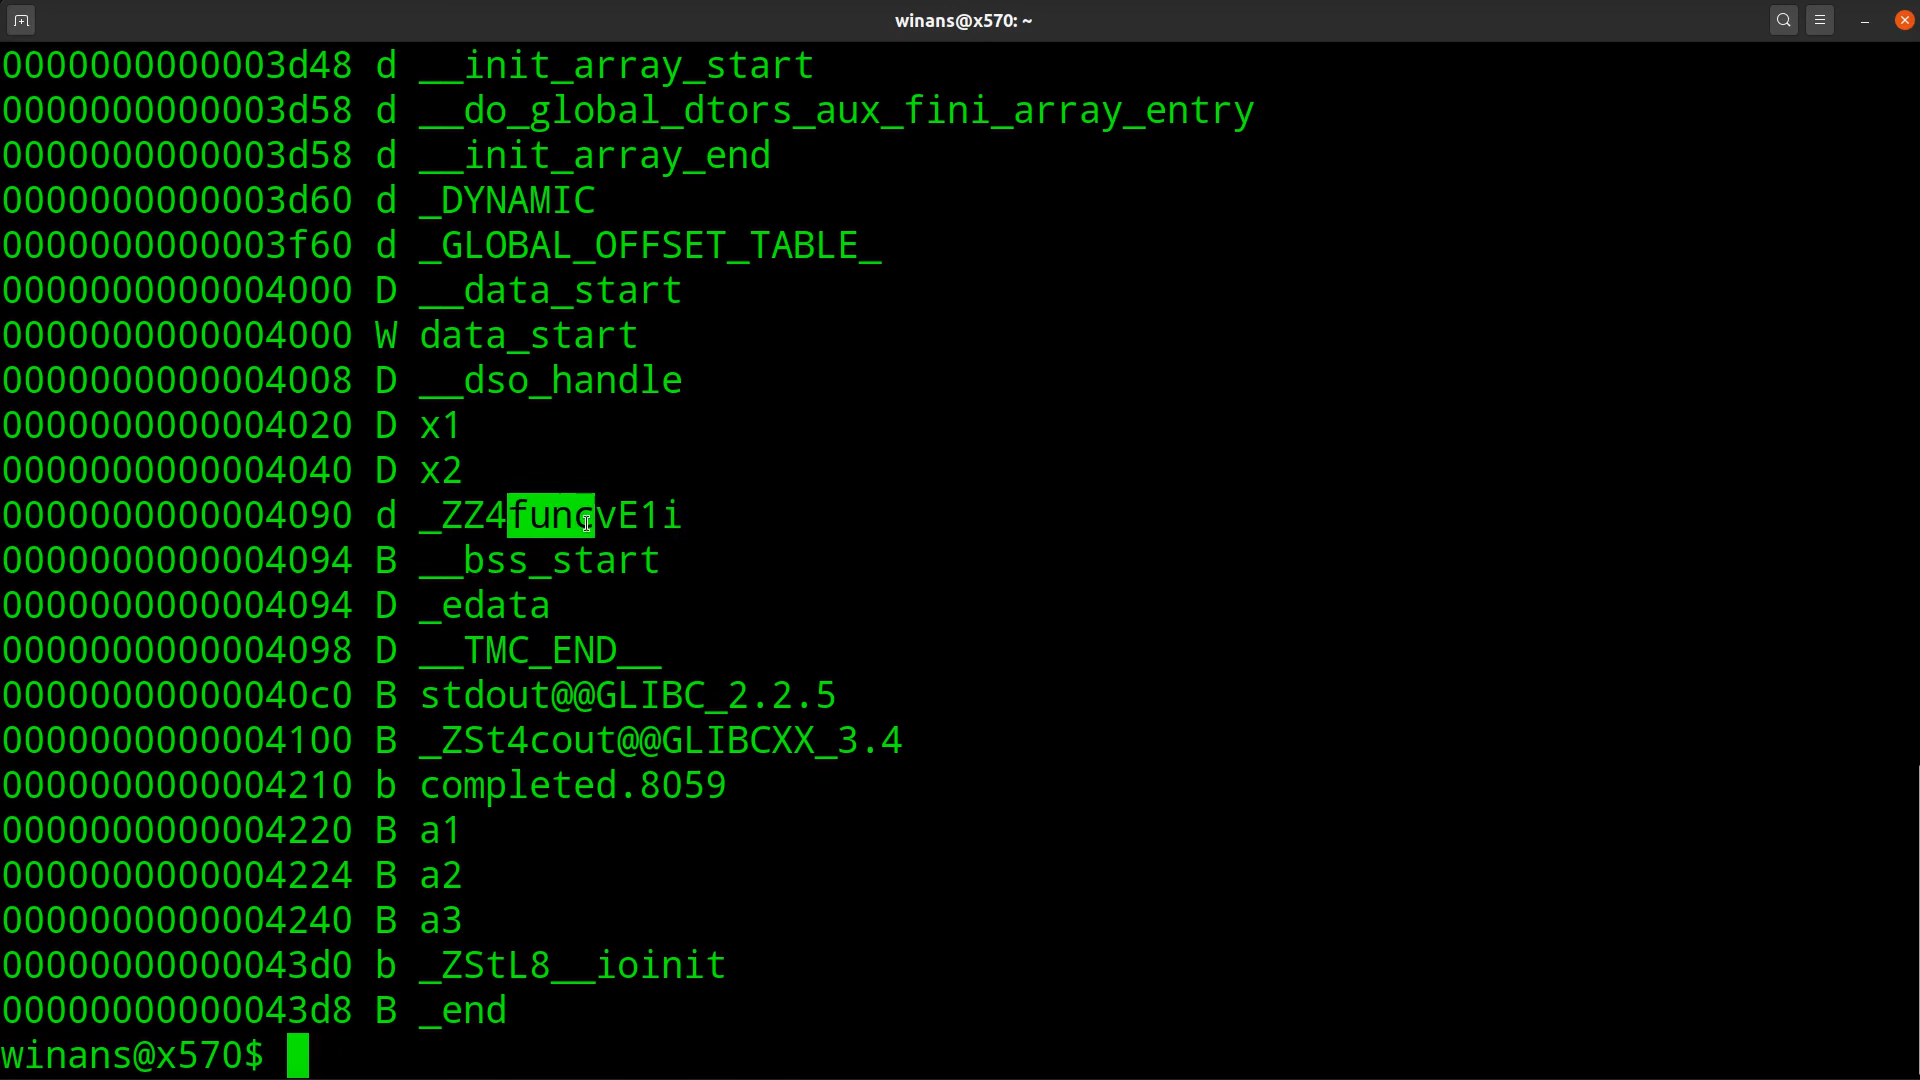 winans@x570: ~
0000000000003d48 d __init_array_start
0000000000003d58 d __do_global_dtors_aux_fini_array_entry
0000000000003d58 d __init_array_end
0000000000003d60 d _DYNAMIC
0000000000003f60 d _GLOBAL_OFFSET_TABLE_
0000000000004000 D __data_start
0000000000004000 W data_start
0000000000004008 D __dso_handle
0000000000004020 D x1
0000000000004040 D x2
0000000000004090 d _ZZ4funcvE1i
0000000000004094 B __bss_start
0000000000004094 D _edata
0000000000004098 D __TMC_END__
00000000000040c0 B stdout@@GLIBC_2.2.5
0000000000004100 B _ZSt4cout@@GLIBCXX_3.4
0000000000004210 b completed.8059
0000000000004220 B a1
0000000000004224 B a2
0000000000004240 B a3
00000000000043d0 b _ZStL8__ioinit
00000000000043d8 B _end
winans@x570$